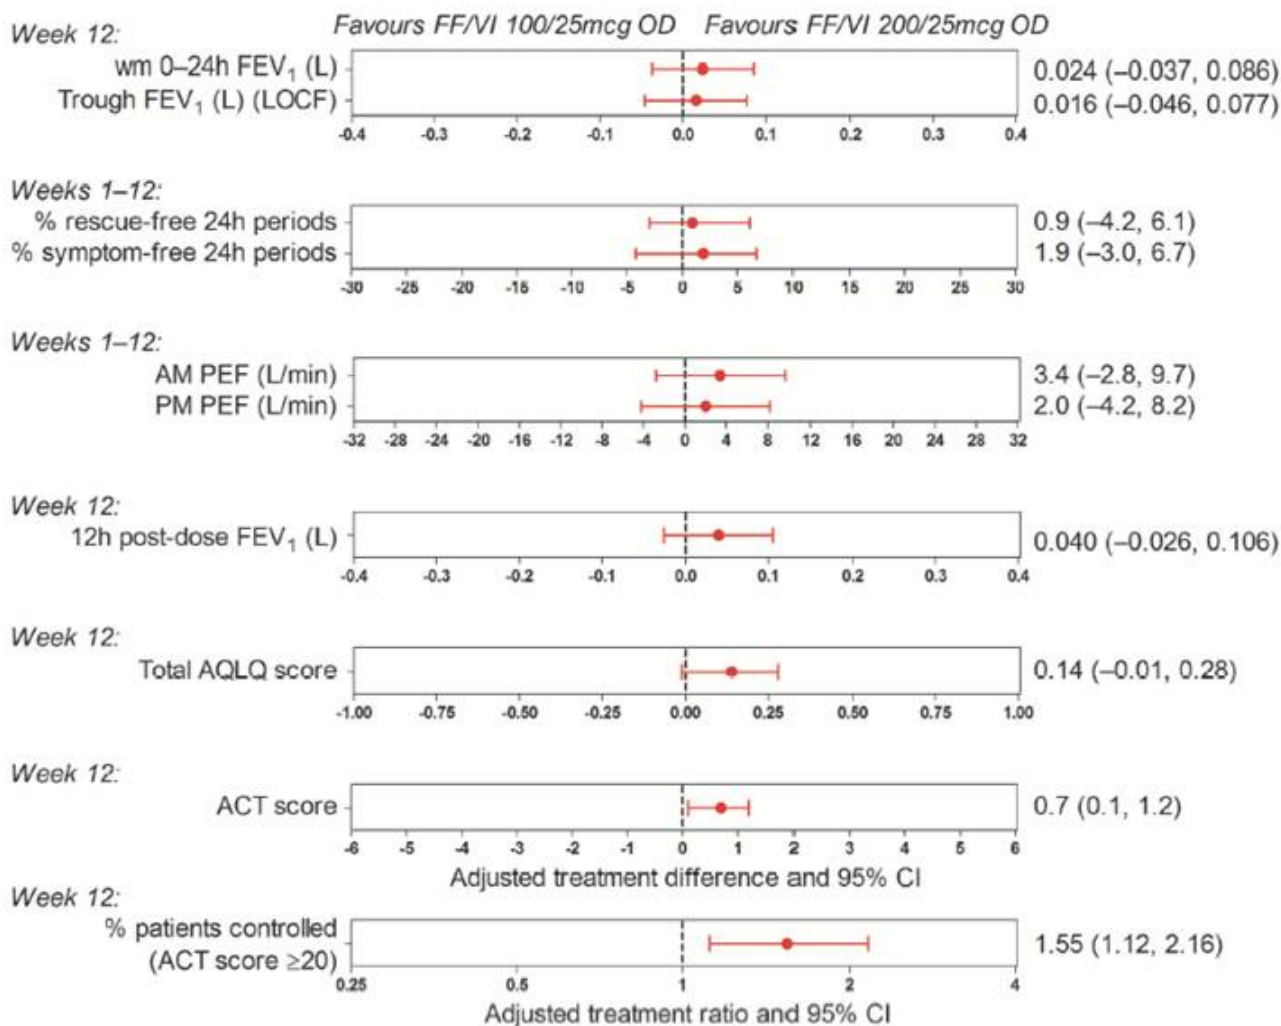 Favours FF/VI 100/25mcg OD Favours FF/VI 200/25mcg OD
Week 12:
wm 0–24h FEV₁ (L) 0.024 (–0.037, 0.086)
Trough FEV₁ (L) (LOCF) 0.016 (–0.046, 0.077)
-0.4 -0.3 -0.2 -0.1 0.0 0.1 0.2 0.3 0.4
Weeks 1–12:
% rescue-free 24h periods 0.9 (–4.2, 6.1)
% symptom-free 24h periods 1.9 (–3.0, 6.7)
-30 -25 -20 -16 -12 -8 -4 0 5 10 15 20 25 30
Weeks 1–12:
AM PEF (L/min) 3.4 (–2.8, 9.7)
PM PEF (L/min) 2.0 (–4.2, 8.2)
-32 -28 -24 -20 -16 -12 -8 -4 0 4 8 12 16 20 24 28 32
Week 12:
12h post-dose FEV₁ (L) 0.040 (–0.026, 0.106)
-0.4 -0.3 -0.2 -0.1 0.0 0.1 0.2 0.3 0.4
Week 12:
Total AQLQ score 0.14 (–0.01, 0.28)
-1.00 -0.75 -0.50 -0.25 0.00 0.25 0.50 0.75 1.00
Week 12:
ACT score 0.7 (0.1, 1.2)
-6 -5 -4 -3 -2 -1 0 1 2 3 4 5 6
Adjusted treatment difference and 95% CI
Week 12:
% patients controlled
(ACT score ≥20) 1.55 (1.12, 2.16)
0.25 0.5 1 2 4
Adjusted treatment ratio and 95% CI